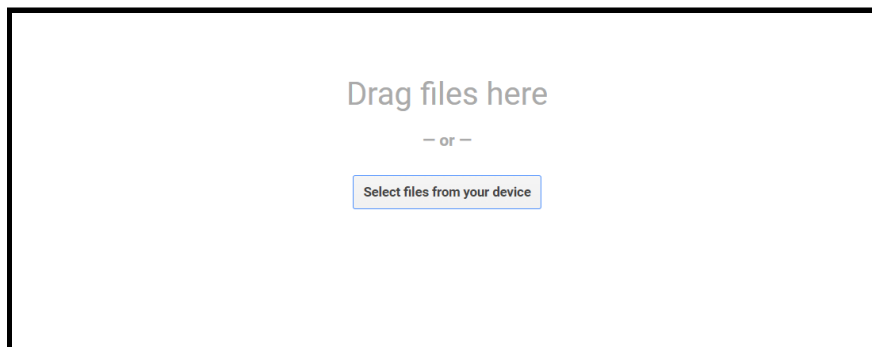 Drag files here
— or —
Select files from your device